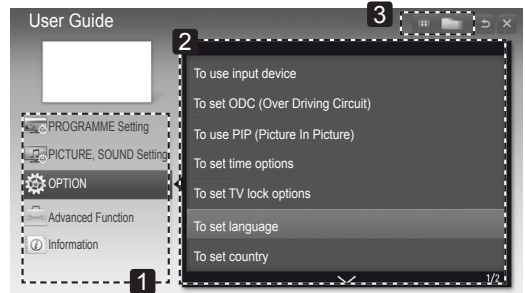 User Guide
3
2
To use input device
To set ODC (Over Driving Circuit)
PROGRAMME Setting
To use PIP (Picture In Picture)
PICTURE, SOUND Setting
To set time options
OPTION
To set TV lock options
Advanced Function
To set language
Information
To set country
1
1/2